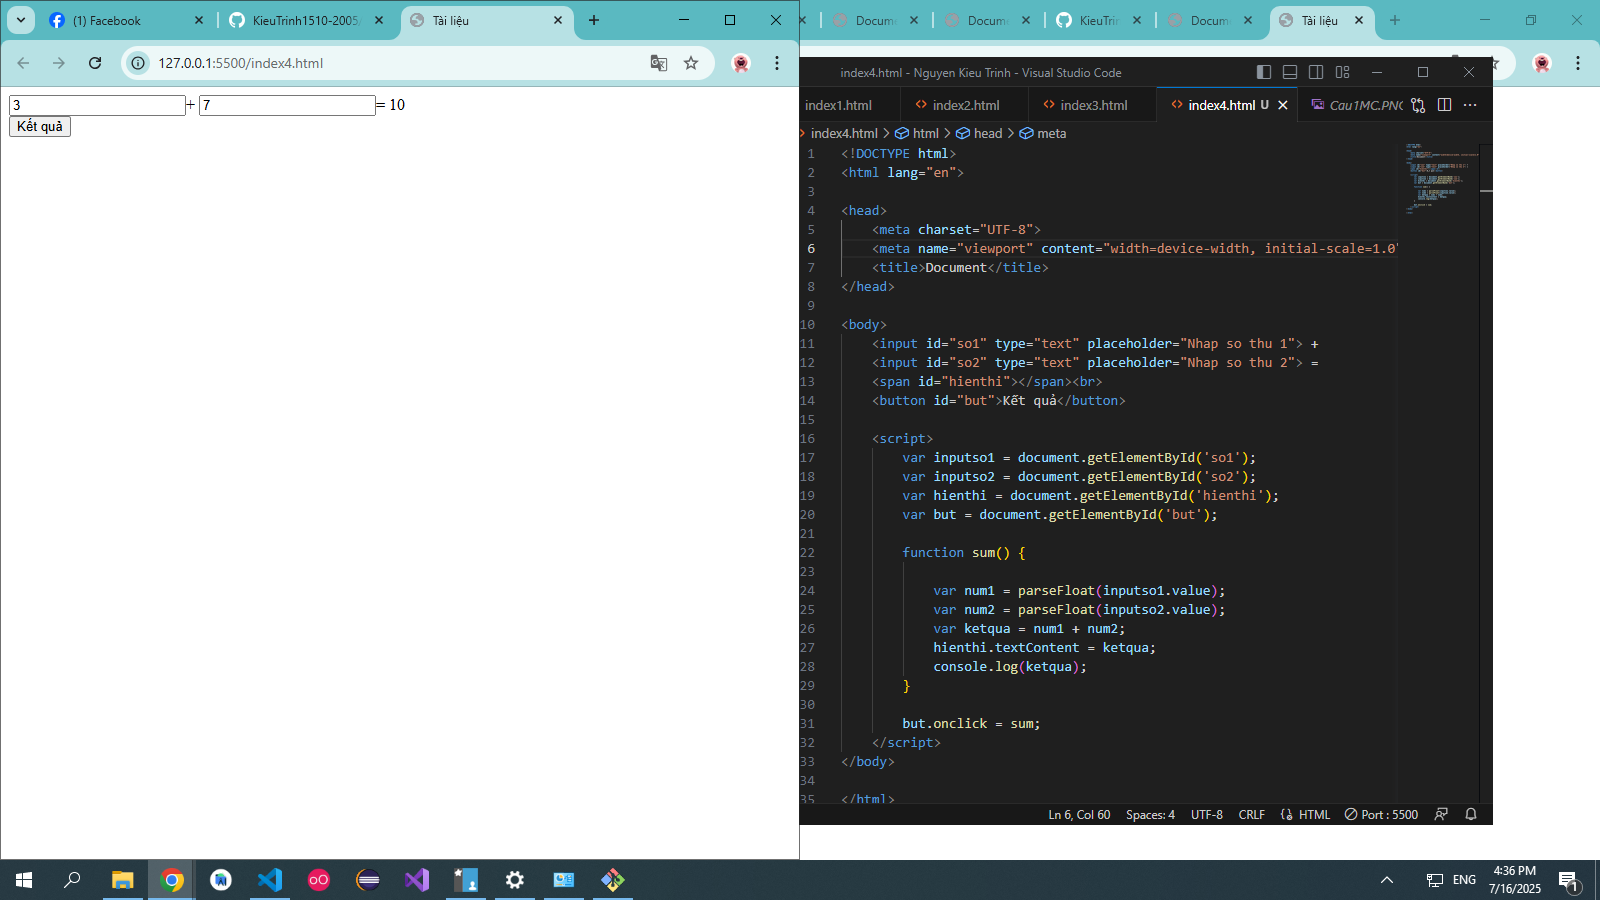 (1) Facebook
KieuTrinh1510-2005/
Tài liệu
Docum
Docum
KieuTrin
Docum
Tài liệu
127.0.0.1:5500/index4.html
3 + 7 = 10
Kết quả
index4.html - Nguyen Kieu Trinh - Visual Studio Code
index1.html
index2.html
index3.html
index4.html U
Cau1MC.PNG
index4.html > html > head > meta
1 <!DOCTYPE html>
2 <html lang="en">
3
4 <head>
5 <meta charset="UTF-8">
6 <meta name="viewport" content="width=device-width, initial-scale=1.0"
7 <title>Document</title>
8 </head>
9
10 <body>
11 <input id="so1" type="text" placeholder="Nhap so thu 1"> +
12 <input id="so2" type="text" placeholder="Nhap so thu 2"> =
13 <span id="hienthi"></span><br>
14 <button id="but">Kết quả</button>
15
16 <script>
17 var inputso1 = document.getElementById('so1');
18 var inputso2 = document.getElementById('so2');
19 var hienthi = document.getElementById('hienthi');
20 var but = document.getElementById('but');
21
22 function sum() {
23
24 var num1 = parseFloat(inputso1.value);
25 var num2 = parseFloat(inputso2.value);
26 var ketqua = num1 + num2;
27 hienthi.textContent = ketqua;
28 console.log(ketqua);
29 }
30
31 but.onclick = sum;
32 </script>
33 </body>
34
35 </html>
Ln 6, Col 60 Spaces: 4 UTF-8 CRLF HTML Port : 5500
ENG
4:36 PM
7/16/2025
1